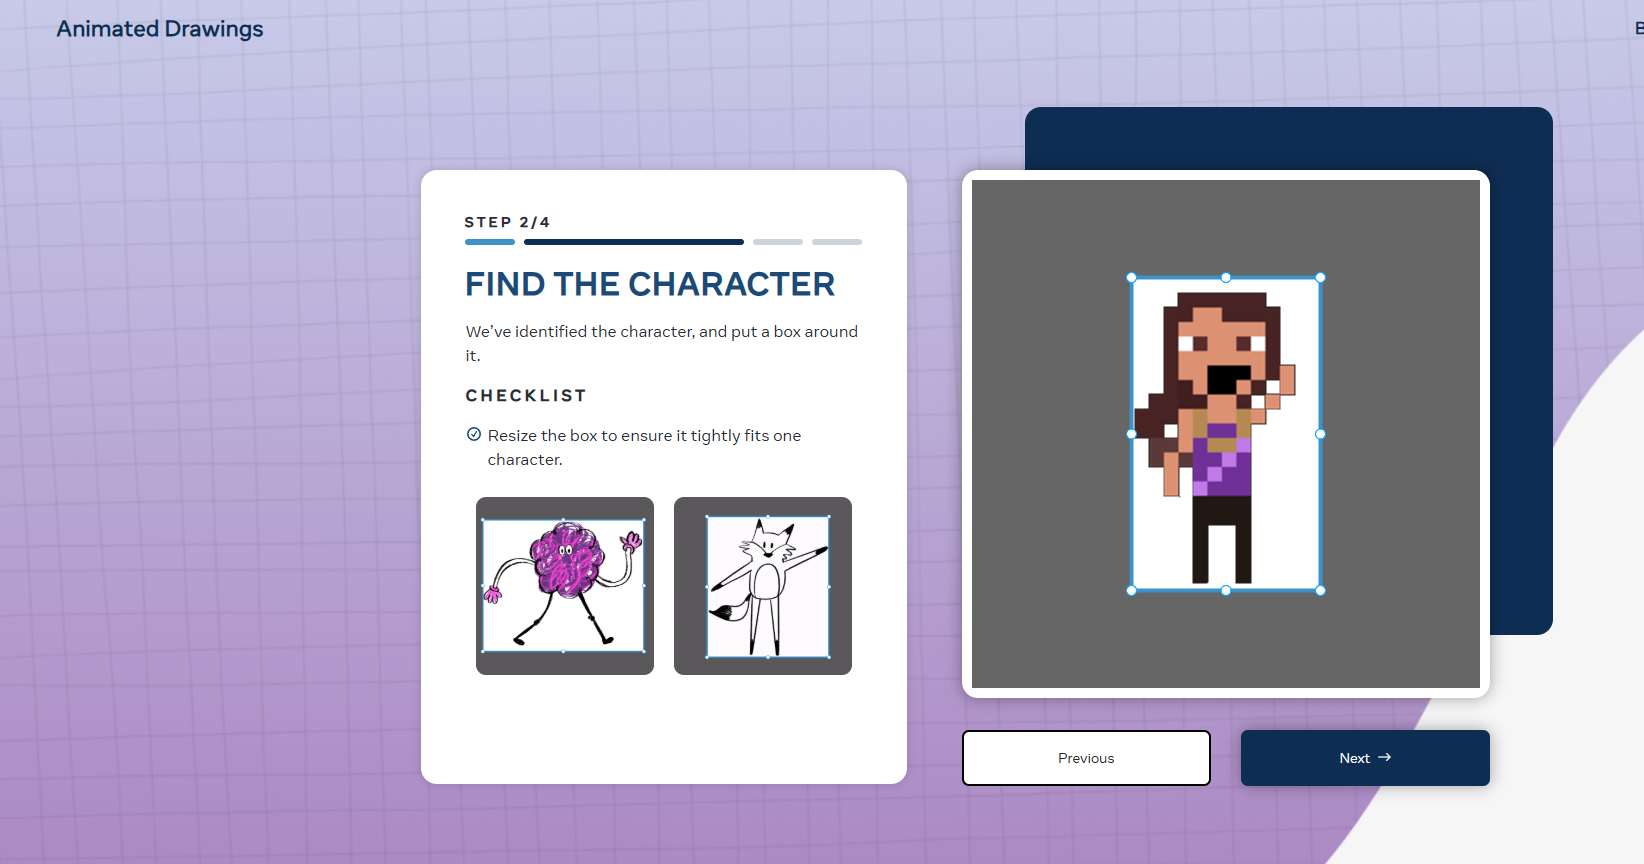 Animated Drawings
B
STEP 2/4
FIND THE CHARACTER
We've identified the character, and put a box around
it.
CHECKLIST
Resize the box to ensure it tightly fits one
character.
Previous
Next →